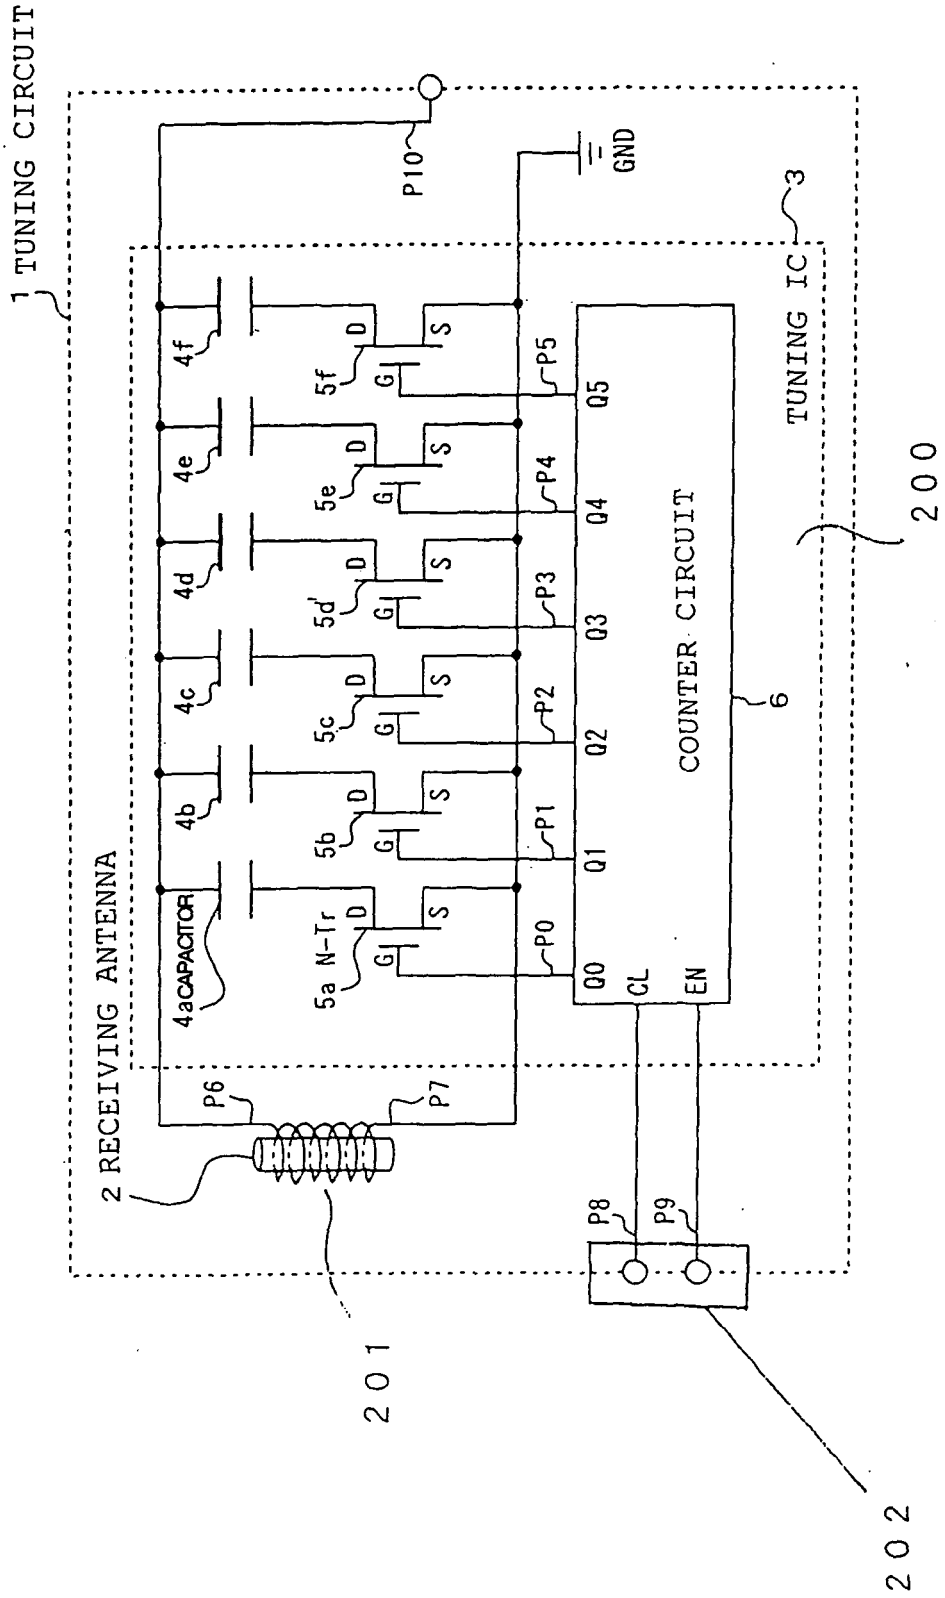 1 TUNING CIRCUIT
2 RECEIVING ANTENNA
4a CAPACITOR
4b
4c
4d
4e
4f
P10
P6
P7
201
5a N-Tr
5b
5c
5d'
5e
5f
D
D
D
D
D
D
G
G
G
G
G
G
S
S
S
S
S
S
GND
P0
P1
P2
P3
P4
P5
Q0
Q1
Q2
Q3
Q4
Q5
P8
CL
P9
EN
COUNTER CIRCUIT
6
TUNING IC
3
202
200